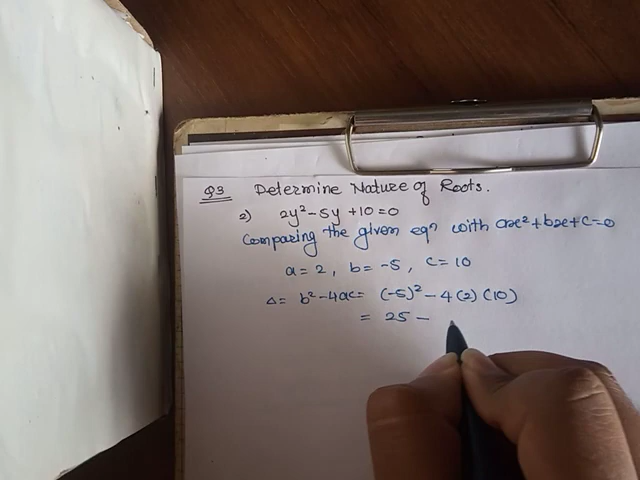 Q3 Determine Nature of Roots.
2) 2y² - 5y + 10 = 0
Comparing the given eqn with ax² + bx + c = 0
a = 2, b = -5, c = 10
Δ = b² - 4ac = (-5)² - 4(2)(10)
= 25 -